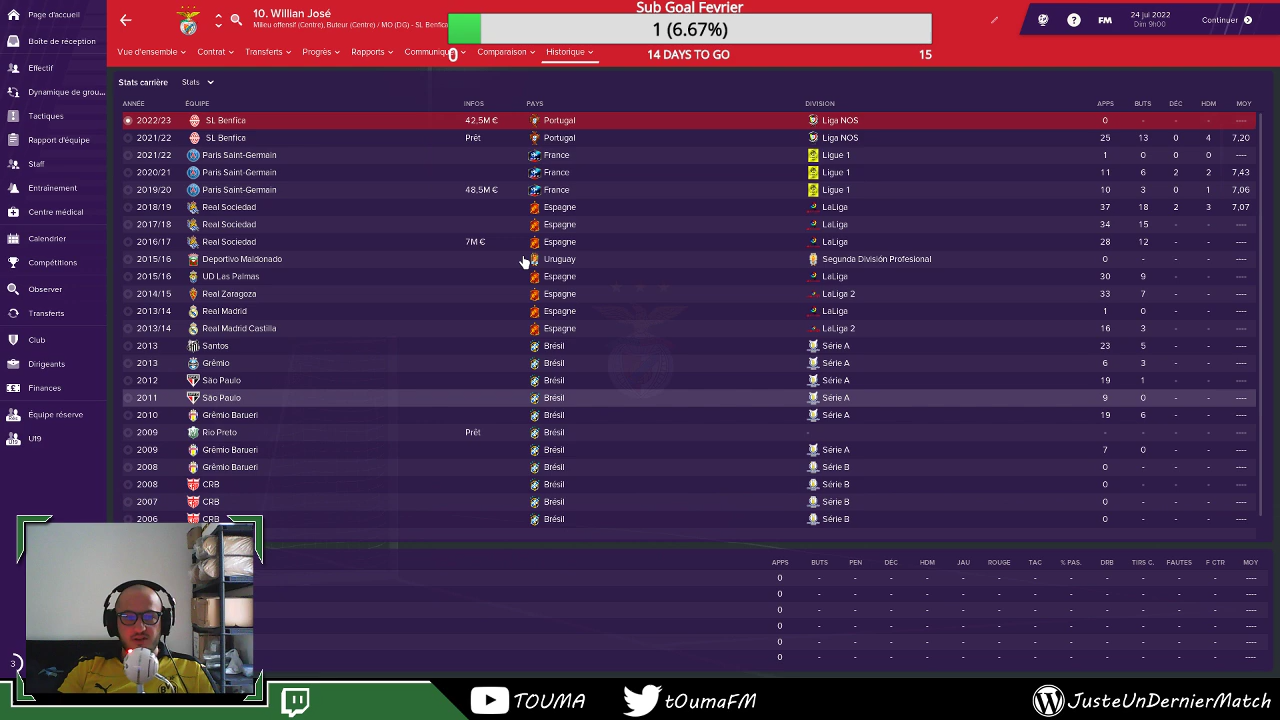 Page d'accueil
Boîte de réception
Effectif
Dynamique de grou...
Tactiques
Rapport d'équipe
Staff
Entraînement
Centre médical
Calendrier
Compétitions
Observer
Transferts
Club
Dirigeants
Finances
Équipe réserve
U19
3
10. Willian José
Milieu offensif (Centre), Buteur (Centre) / MO (DG) - SL Benfica
Sub Goal Fevrier
1 (6.67%)
0 14 DAYS TO GO 15
FM 24 jul 2022
Dim 9h00 Continuer
Vue d'ensemble Contrat Transferts Progrès Rapports Comparaison Historique
Stats carrière Stats
ANNÉE ÉQUIPE INFOS PAYS DIVISION APPS BUTS DÉC HDM MOY
2022/23 SL Benfica 42,5M € Portugal Liga NOS 0 - - - ----
2021/22 SL Benfica Prêt Portugal Liga NOS 25 13 0 4 7,20
2021/22 Paris Saint-Germain France Ligue 1 1 0 0 0 ----
2020/21 Paris Saint-Germain France Ligue 1 11 6 2 2 7,43
2019/20 Paris Saint-Germain 48,5M € France Ligue 1 10 3 0 1 7,06
2018/19 Real Sociedad Espagne LaLiga 37 18 2 3 7,07
2017/18 Real Sociedad Espagne LaLiga 34 15 - - ----
2016/17 Real Sociedad 7M € Espagne LaLiga 28 12 - - ----
2015/16 Deportivo Maldonado Uruguay Segunda División Profesional 0 - - - ----
2015/16 UD Las Palmas Espagne LaLiga 30 9 - - ----
2014/15 Real Zaragoza Espagne LaLiga 2 33 7 - - ----
2013/14 Real Madrid Espagne LaLiga 1 0 - - ----
2013/14 Real Madrid Castilla Espagne LaLiga 2 16 3 - - ----
2013 Santos Brésil Série A 23 5 - - ----
2013 Grêmio Brésil Série A 6 3 - - ----
2012 São Paulo Brésil Série A 19 1 - - ----
2011 São Paulo Brésil Série A 9 0 - - ----
2010 Grêmio Barueri Brésil Série A 19 6 - - ----
2009 Rio Preto Prêt Brésil - - - - - ----
2009 Grêmio Barueri Brésil Série A 7 0 - - ----
2008 Grêmio Barueri Brésil Série B 0 - - - ----
2008 CRB Brésil Série B 0 - - - ----
2007 CRB Brésil Série B 0 - - - ----
2006 CRB Brésil Série B 0 - - - ----
APPS BUTS PEN DÉC HDM JAU ROUGE TAC % PAS. DRB TIRS C. FAUTES F CTR MOY
0 - - - - - - - - - - - - ----
0 - - - - - - - - - - - - ----
0 - - - - - - - - - - - - ----
0 - - - - - - - - - - - - ----
0 - - - - - - - - - - - - ----
0 - - - - - - - - - - - - ----
TOUMA tOumaFM JusteUnDernierMatch